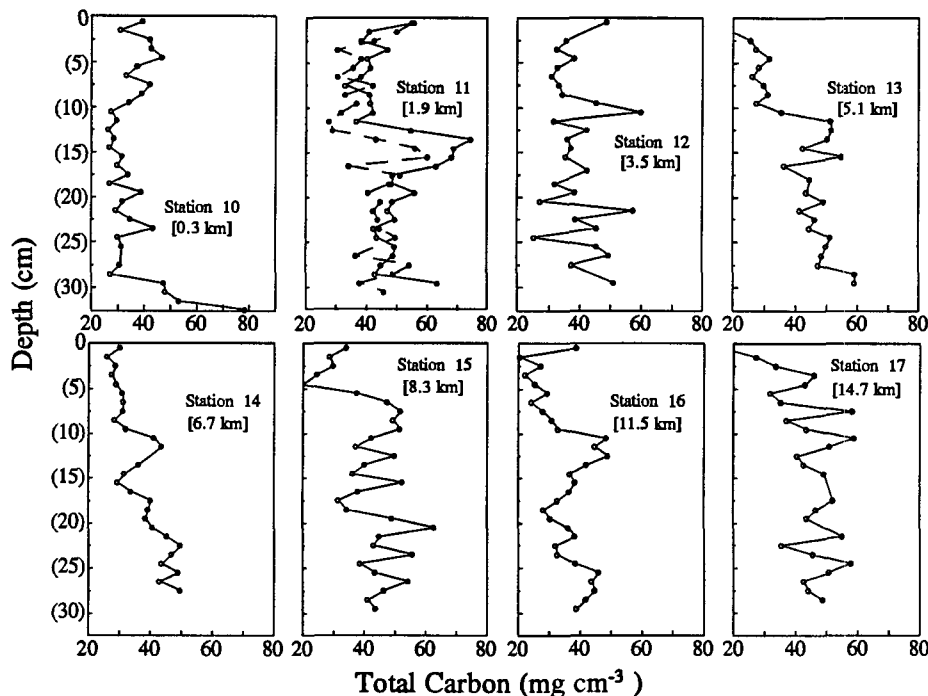 0
(5)
(10)
(15)
(20)
(25)
(30)
Station 10
[0.3 km]
20 40 60
Station 11
[1.9 km]
20 40 60 80
Station 12
[3.5 km]
20 40 60 80
Station 13
[5.1 km]
20 40 60 80
Depth (cm)
0
(5)
(10)
(15)
(20)
(25)
(30)
Station 14
[6.7 km]
20 40 60 80
Station 15
[8.3 km]
20 40 60 80
Station 16
[11.5 km]
20 40 60 80
Station 17
[14.7 km]
20 40 60 80
Total Carbon (mg cm⁻³)